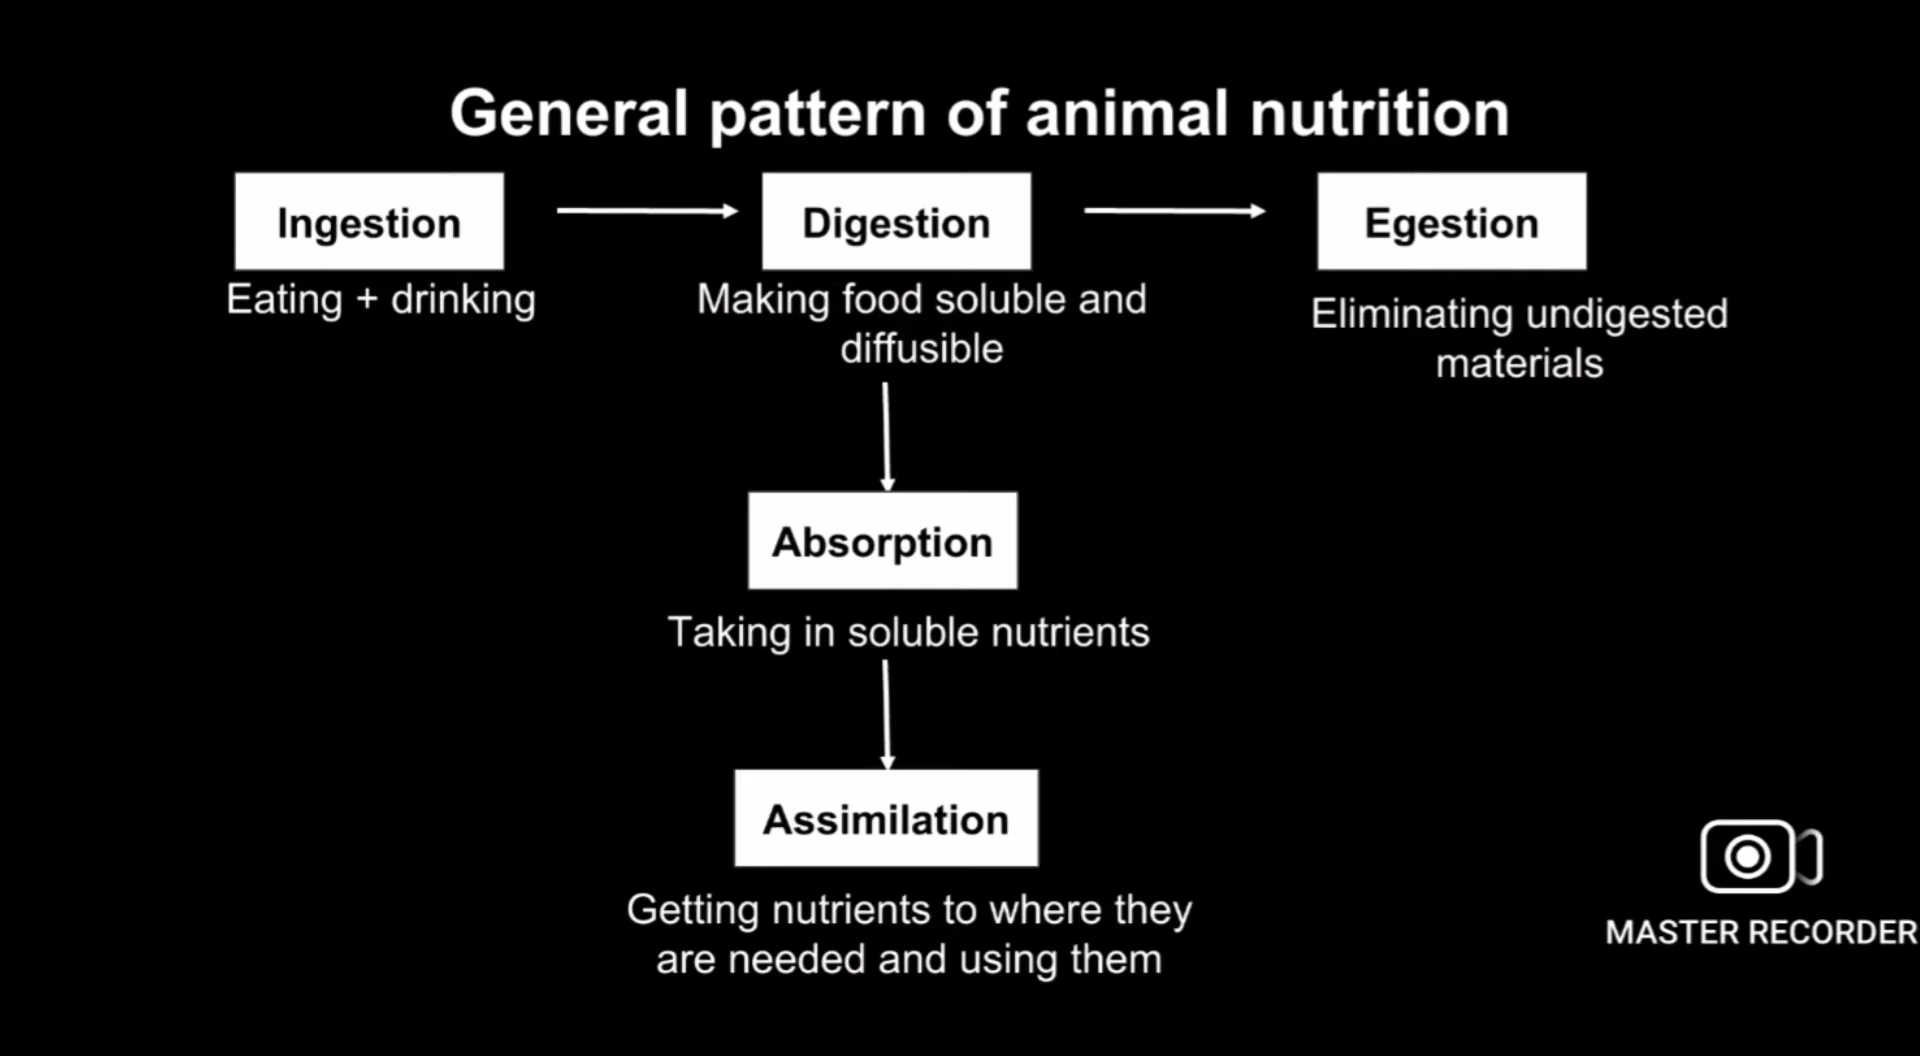 General pattern of animal nutrition
Ingestion
Eating + drinking
Digestion
Making food soluble and
diffusible
Egestion
Eliminating undigested
materials
Absorption
Taking in soluble nutrients
Assimilation
Getting nutrients to where they
are needed and using them
MASTER RECORDER